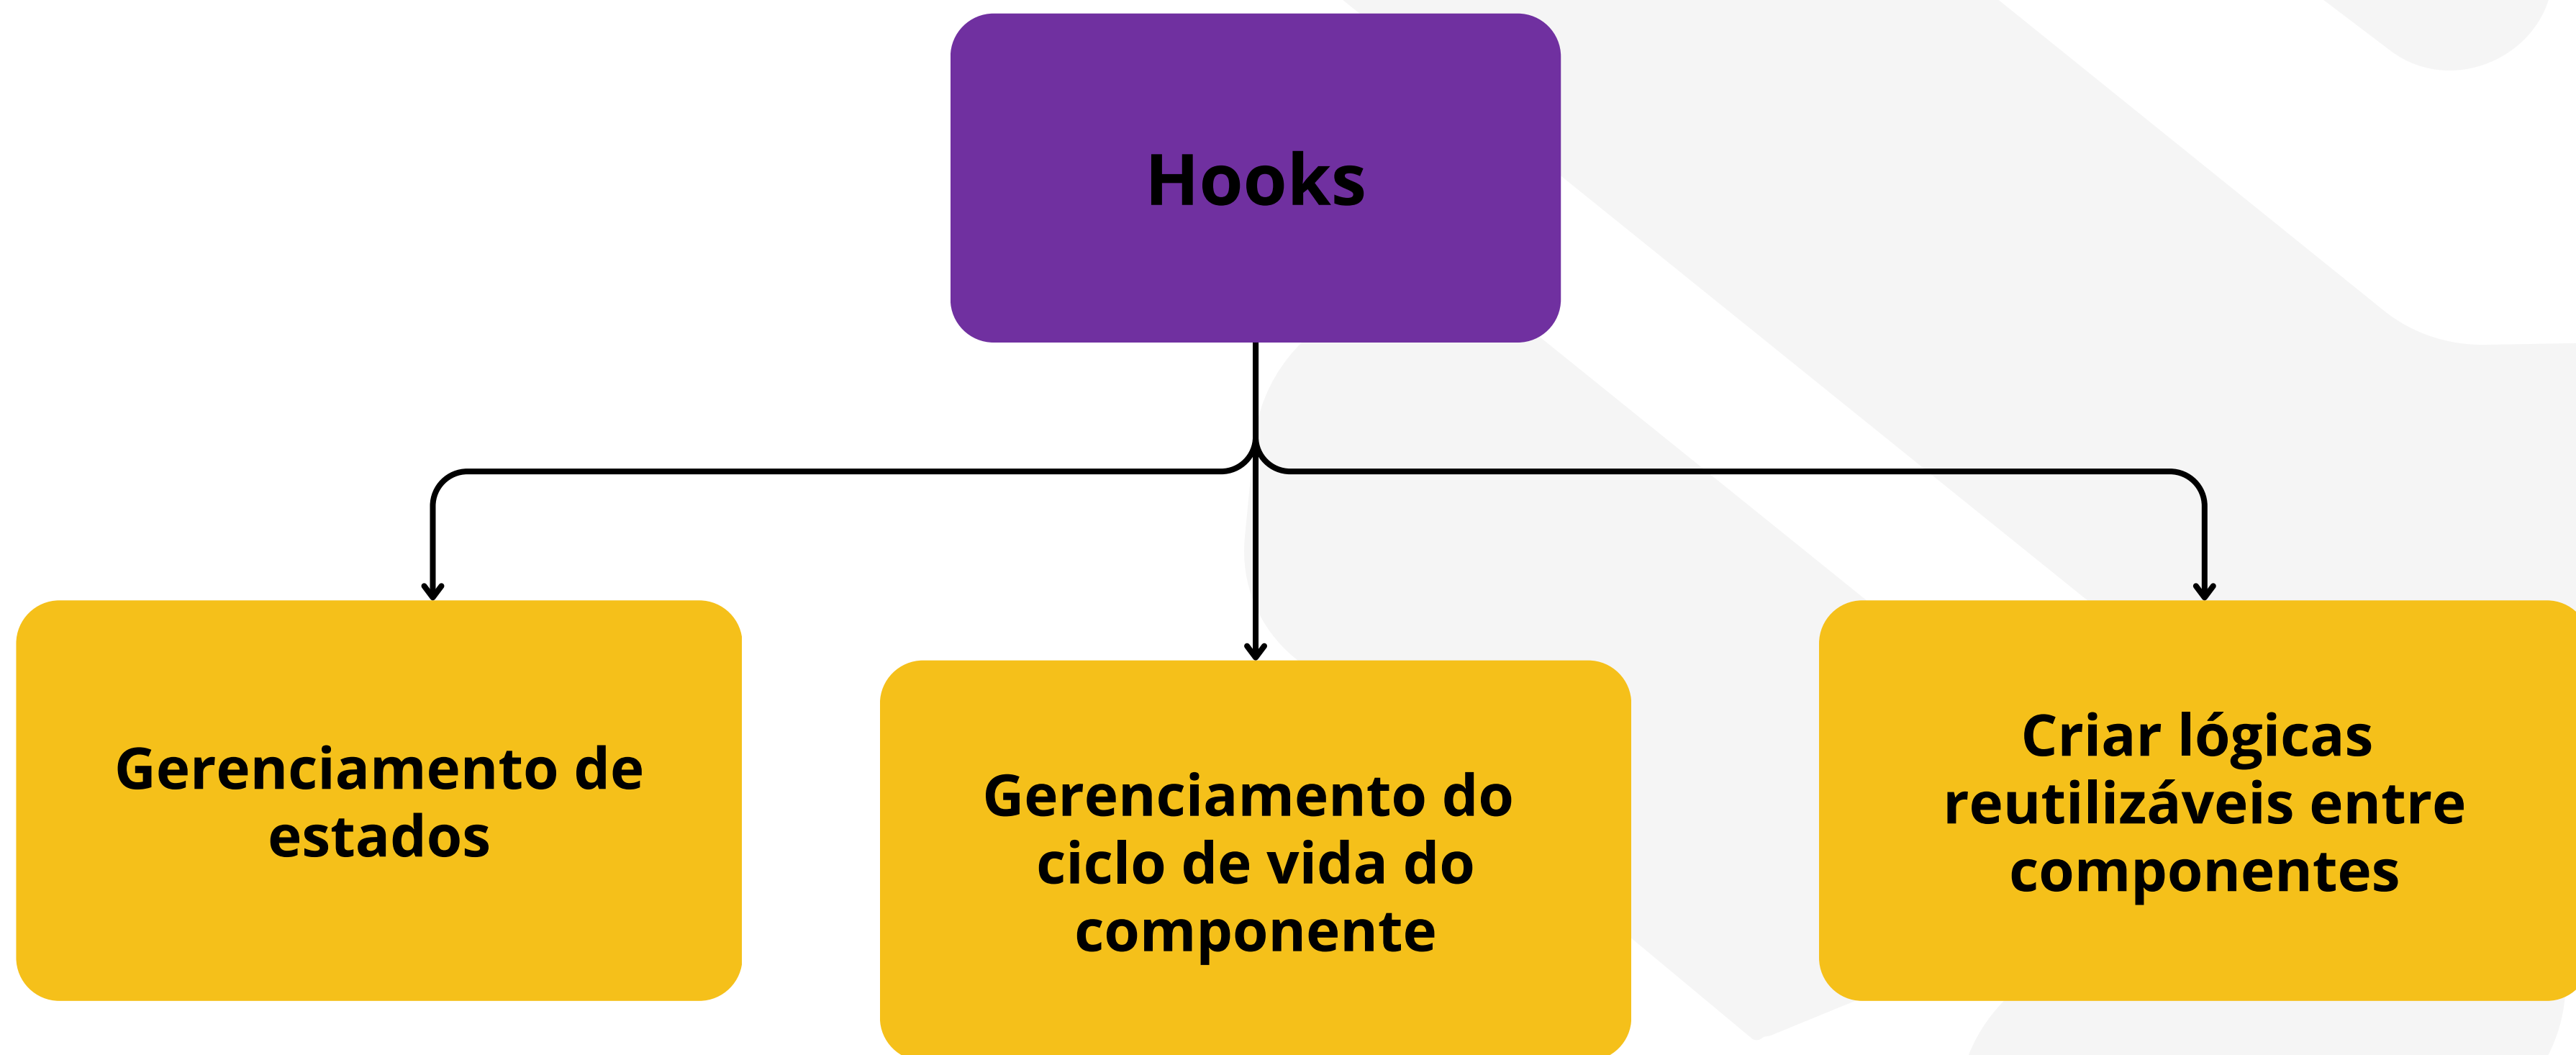 Hooks
Gerenciamento de
estados
Gerenciamento do
ciclo de vida do
componente
Criar lógicas
reutilizáveis entre
componentes